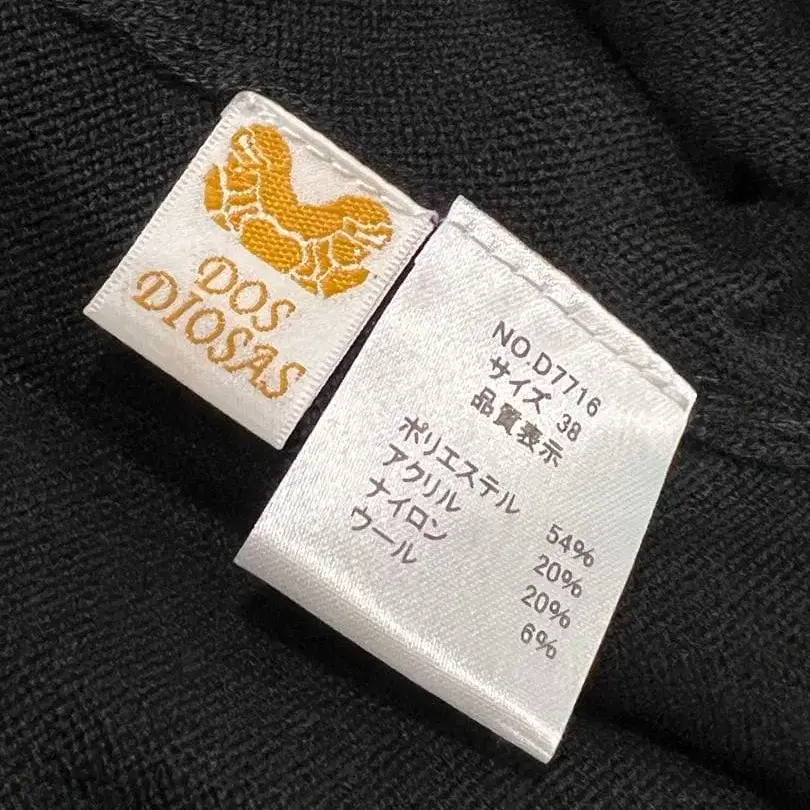 DOS
DIOSAS
NO.D7716
サイズ 38
品質表示
ポリエステル 54%
アクリル 20%
ナイロン 20%
ウール 6%